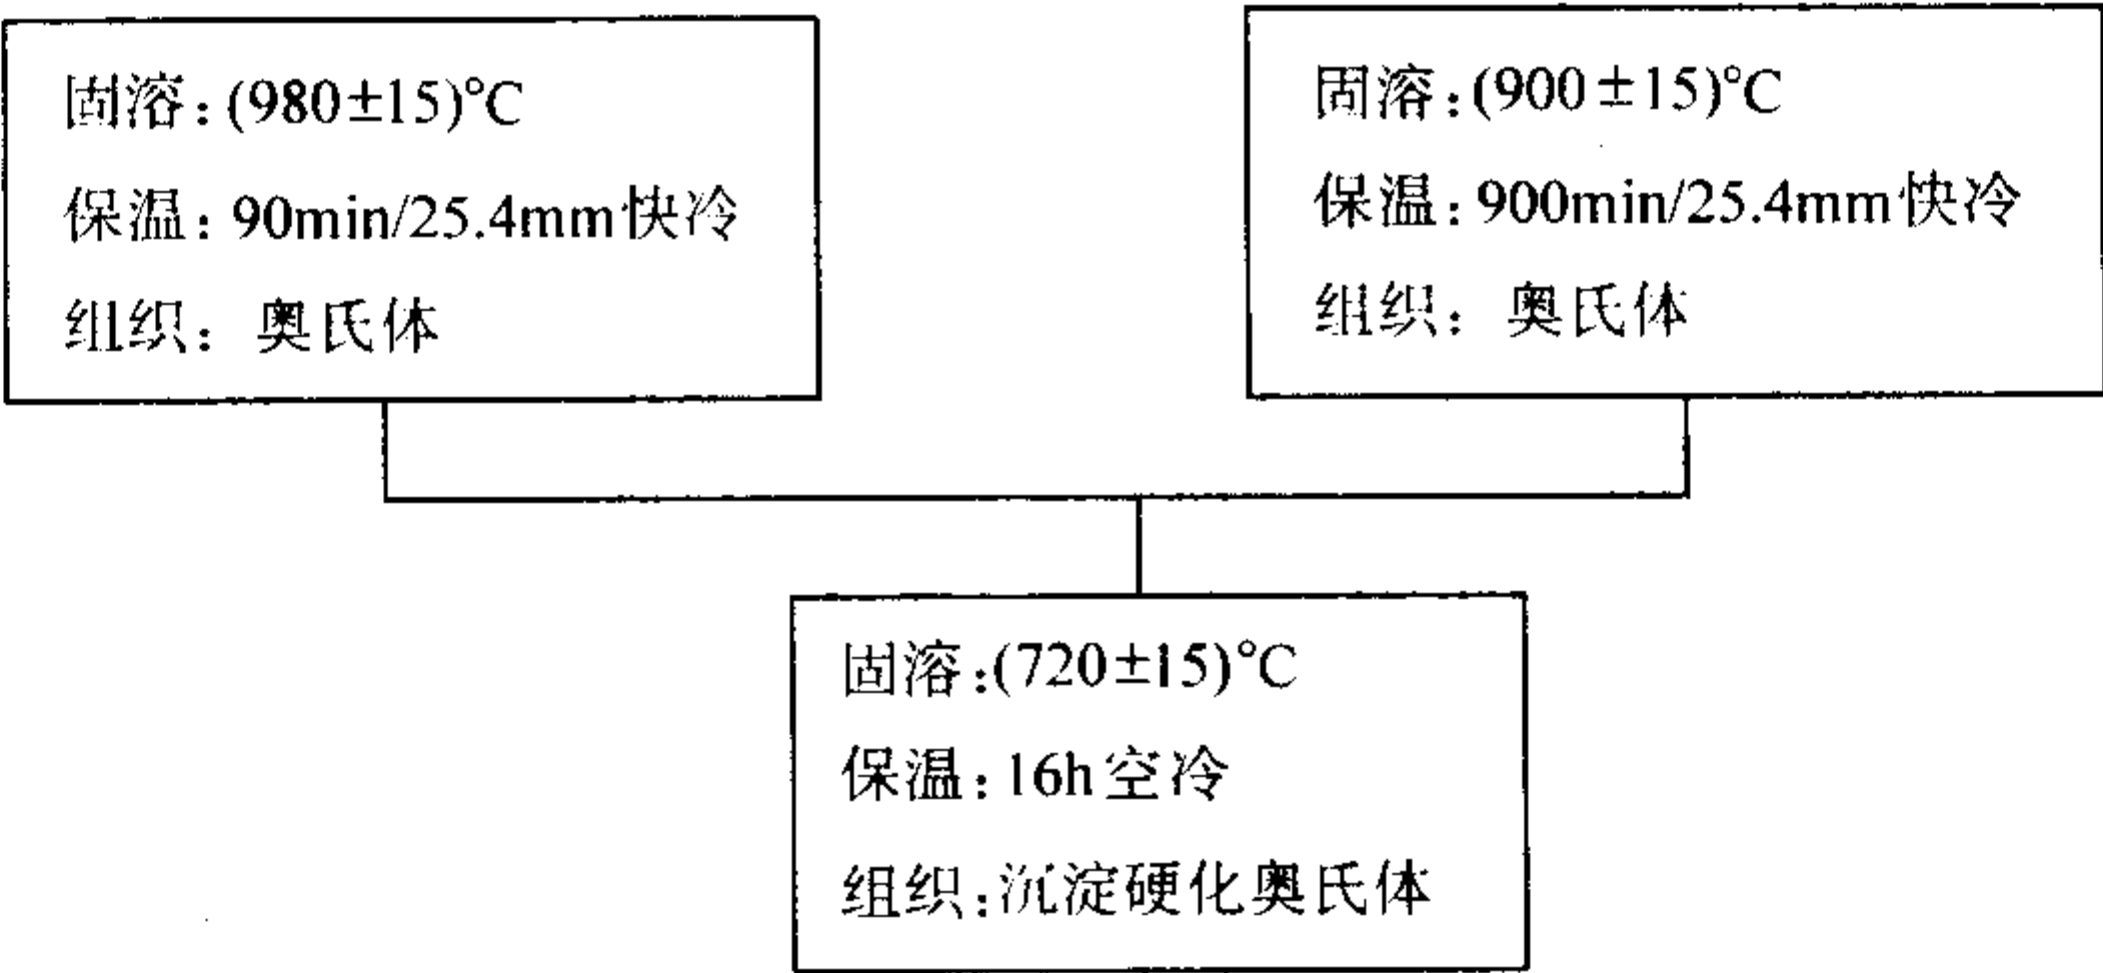 固溶:(980±15)°C
保温:90min/25.4mm快冷
组织:奥氏体
固溶:(900±15)°C
保温:900min/25.4mm快冷
组织:奥氏体
固溶:(720±15)°C
保温:16h空冷
组织:沉淀硬化奥氏体